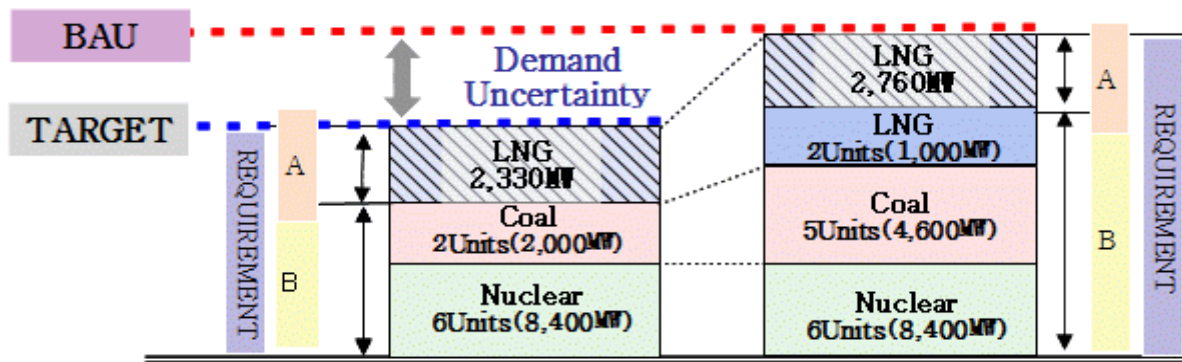 BAU
TARGET
Demand
Uncertainty
REQUIREMENT
A
B
LNG
2,330MW
Coal
2Units(2,000MW)
Nuclear
6Units(8,400MW)
LNG
2,760MW
LNG
2Units(1,000MW)
Coal
5Units(4,600MW)
Nuclear
6Units(8,400MW)
A
B
REQUIREMENT